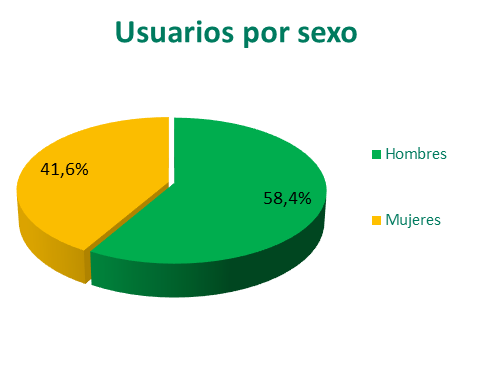 Usuarios por sexo
41,6%
58,4%
Hombres
Mujeres